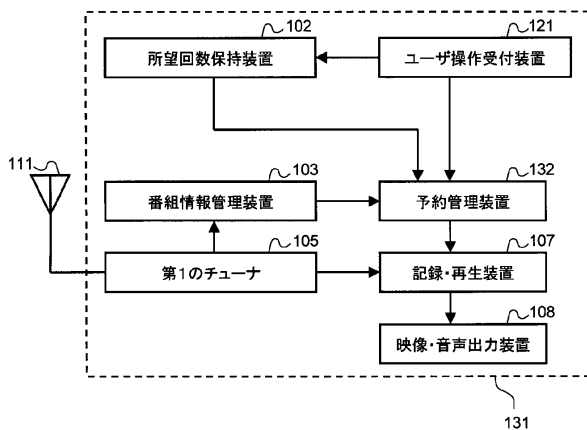 102
所望回数保持装置
121
ユーザ操作受付装置
111
103
番組情報管理装置
132
予約管理装置
105
第1のチューナ
107
記録・再生装置
108
映像・音声出力装置
131